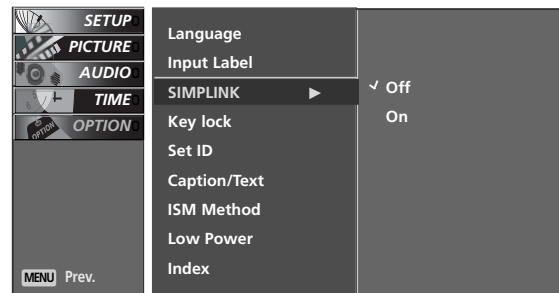 SETUP
PICTURE
AUDIO
TIME
OPTION
OPTION
MENU Prev.
Language
Input Label
SIMPLINK ▶
Key lock
Set ID
Caption/Text
ISM Method
Low Power
Index
✓ Off
On